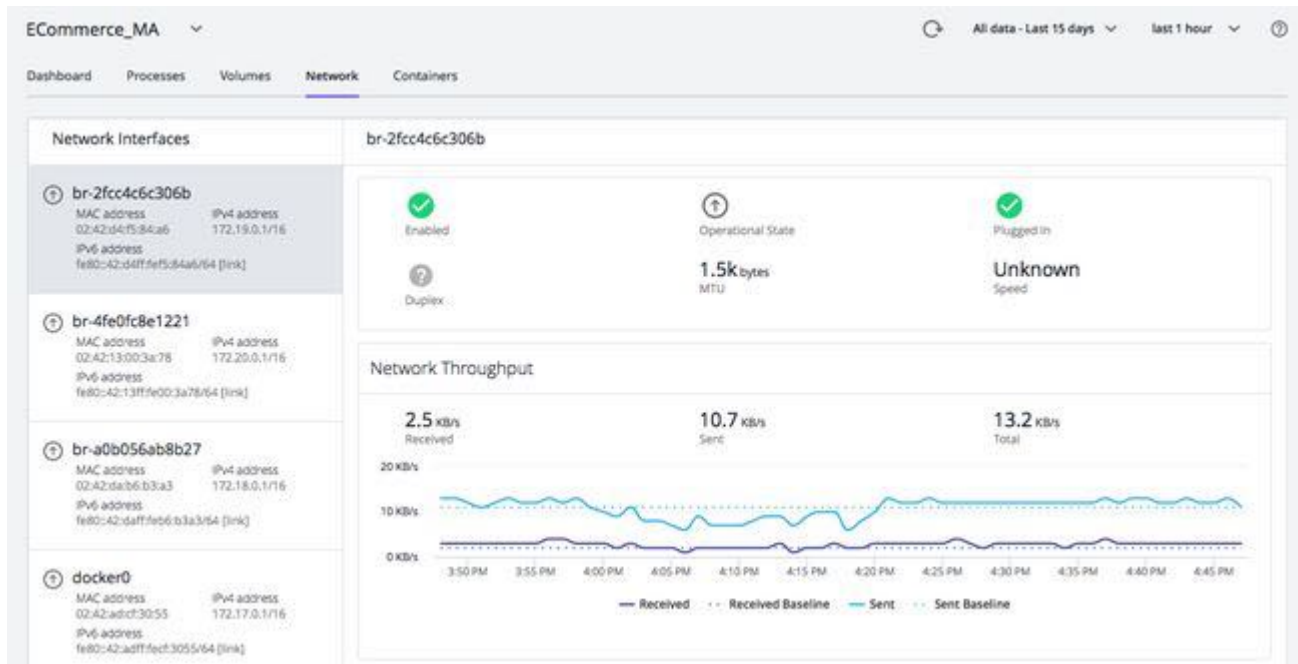 ECommerce_MA
All data - Last 15 days
last 1 hour
Dashboard Processes Volumes Network Containers
Network Interfaces
br-2fcc4c6c306b
MAC address IPv4 address
02:42:d4:f5:84:a6 172.19.0.1/16
IPv6 address
fe80::42:d4ff:fef5:84a6/64 [link]
br-4fe0fc8e1221
MAC address IPv4 address
02:42:13:00:3a:78 172.20.0.1/16
IPv6 address
fe80::42:13ff:fe00:3a78/64 [link]
br-a0b056ab8b27
MAC address IPv4 address
02:42:da:b6:b3:a3 172.18.0.1/16
IPv6 address
fe80::42:daff:feb6:b3a3/64 [link]
docker0
MAC address IPv4 address
02:42:ad:cf:30:55 172.17.0.1/16
IPv6 address
fe80::42:adff:fecf:3055/64 [link]
br-2fcc4c6c306b
Enabled
Operational State
Plugged In
Duplex
1.5k bytes
MTU
Unknown
Speed
Network Throughput
2.5 KB/s
Received
10.7 KB/s
Sent
13.2 KB/s
Total
20 KB/s
10 KB/s
0 KB/s
3:50 PM 3:55 PM 4:00 PM 4:05 PM 4:10 PM 4:15 PM 4:20 PM 4:25 PM 4:30 PM 4:35 PM 4:40 PM 4:45 PM
Received Received Baseline Sent Sent Baseline